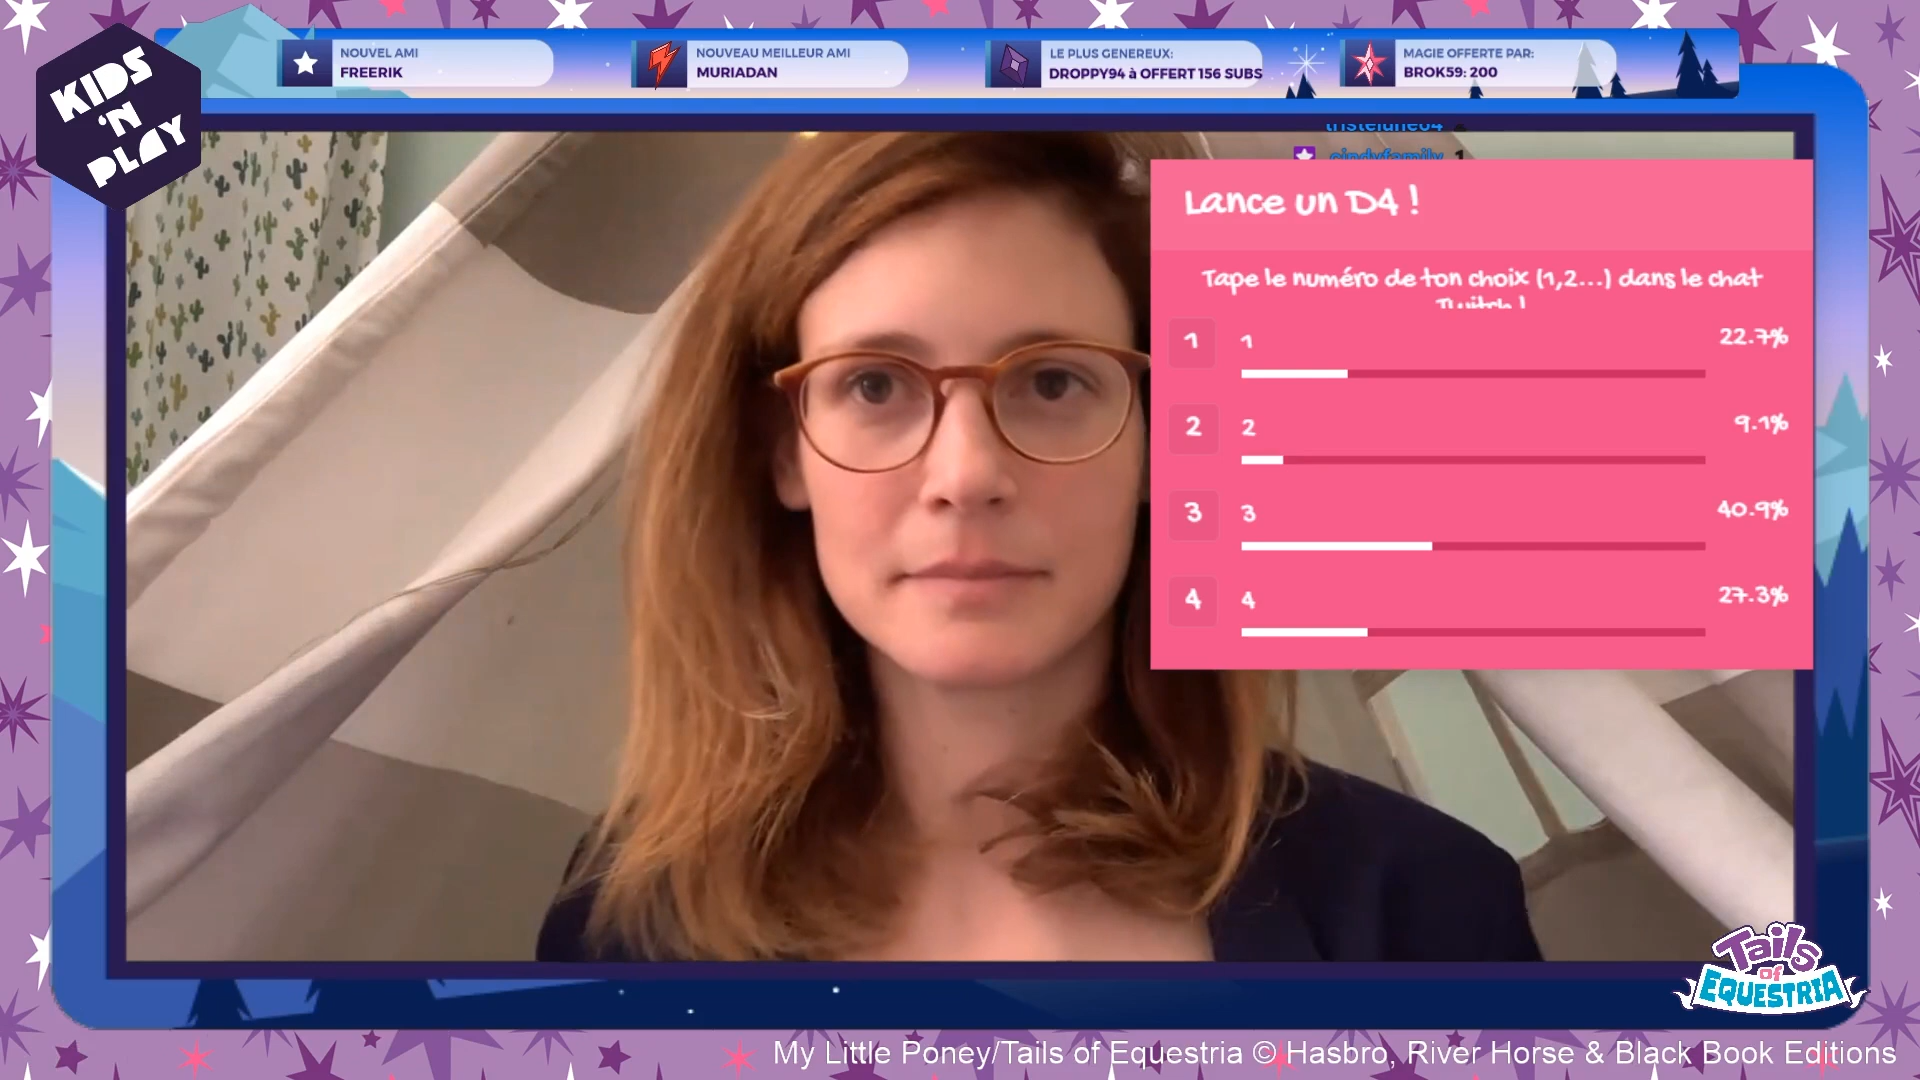 KIDS
'N
PLAY
NOUVEL AMI
FREERIK
NOUVEAU MEILLEUR AMI
MURIADAN
LE PLUS GENEREUX:
DROPPY94 à OFFERT 156 SUBS
MAGIE OFFERTE PAR:
BROK59: 200
cindyfamily 1
Lance un D4 !
Tape le numéro de ton choix (1,2...) dans le chat
Twitch !
1 1 22.7%
2 2 9.1%
3 3 40.9%
4 4 27.3%
Tails
of
EQUESTRIA
My Little Poney/Tails of Equestria © Hasbro, River Horse & Black Book Editions